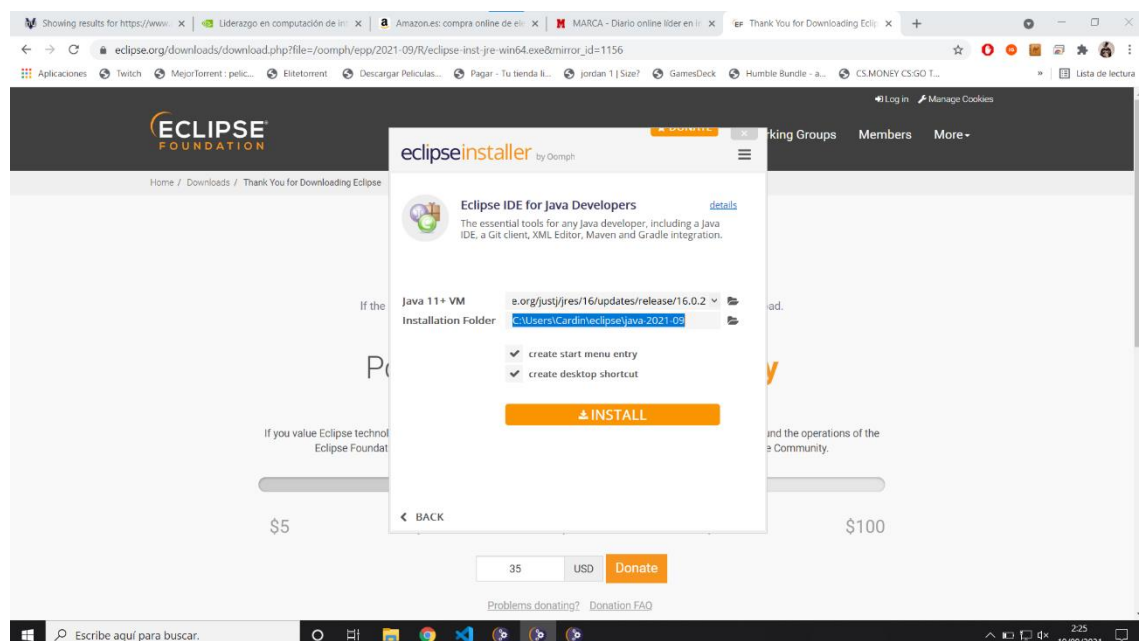 Showing results for https://www.
Liderazgo en computación de in
Amazon.es: compra online de ele
MARCA - Diario online líder en in
Thank You for Downloading Eclip
eclipse.org/downloads/download.php?file=/oomph/epp/2021-09/R/eclipse-inst-jre-win64.exe&mirror_id=1156
Aplicaciones Twitch MejorTorrent : pelic... Elitetorrent Descargar Peliculas... Pagar - Tu tienda li... jordan 1 | Size? GamesDeck Humble Bundle - a... CS.MONEY CS:GO T... » Lista de lectura
Log in Manage Cookies
ECLIPSE
FOUNDATION
rking Groups Members More
DONATE
eclipseinstaller by Oomph
Home / Downloads / Thank You for Downloading Eclipse
Eclipse IDE for Java Developers details
The essential tools for any Java developer, including a Java
IDE, a Git client, XML Editor, Maven and Gradle integration.
If the
Java 11+ VM e.org/justj/jres/16/updates/release/16.0.2
ad.
Installation Folder C:\Users\Cardin\eclipse\java-2021-09
create start menu entry
create desktop shortcut
y
INSTALL
If you value Eclipse technol
und the operations of the
Eclipse Foundat
e Community.
BACK
$5
$100
35 USD Donate
Problems donating? Donation FAQ
Escribe aquí para buscar.
2:25